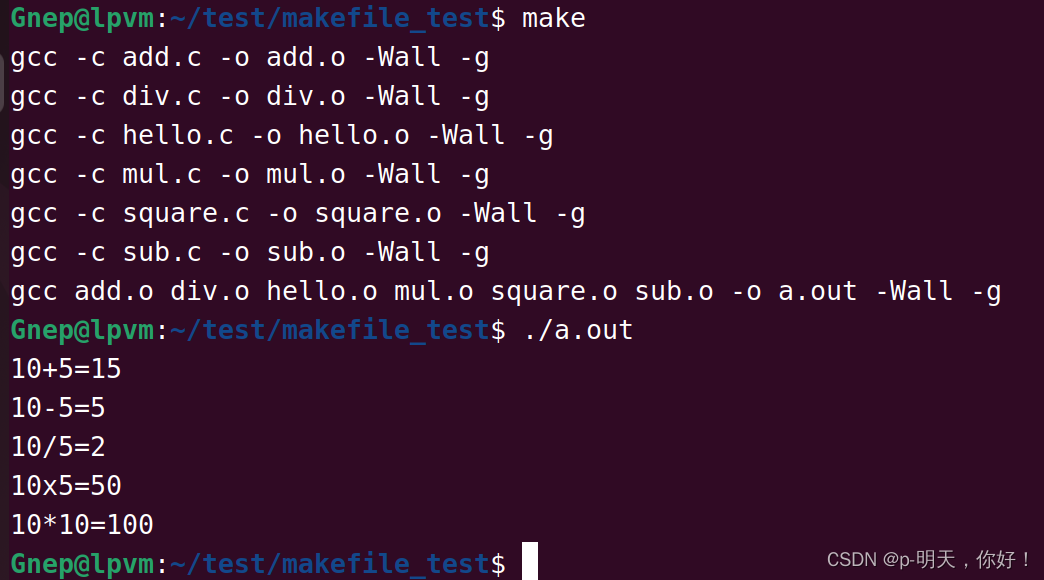 Gnep@lpvm:~/test/makefile_test$ make
gcc -c add.c -o add.o -Wall -g
gcc -c div.c -o div.o -Wall -g
gcc -c hello.c -o hello.o -Wall -g
gcc -c mul.c -o mul.o -Wall -g
gcc -c square.c -o square.o -Wall -g
gcc -c sub.c -o sub.o -Wall -g
gcc add.o div.o hello.o mul.o square.o sub.o -o a.out -Wall -g
Gnep@lpvm:~/test/makefile_test$ ./a.out
10+5=15
10-5=5
10/5=2
10x5=50
10*10=100
Gnep@lpvm:~/test/makefile_test$
CSDN @p-明天，你好！